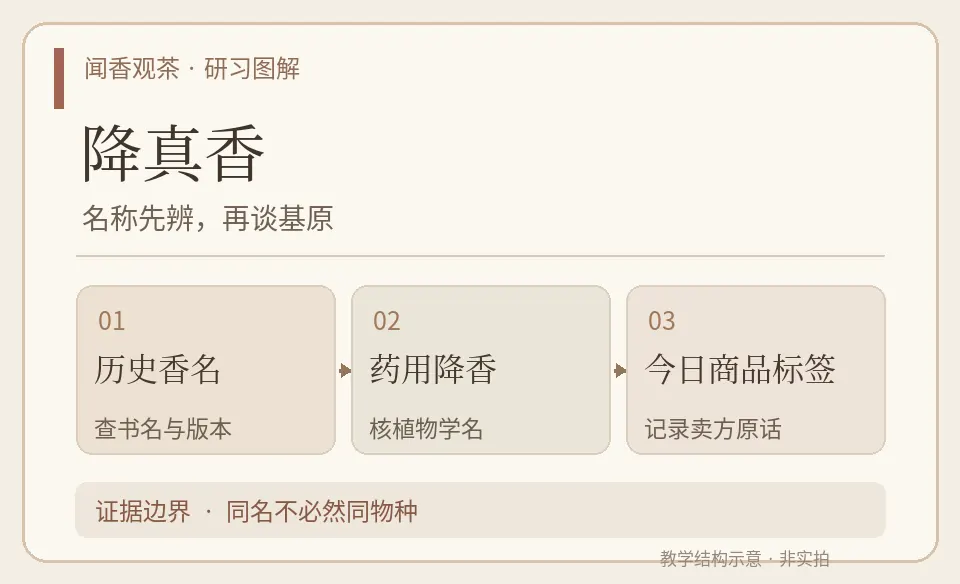 闻香观茶 · 研习图解
降真香
名称先辨，再谈基原
01
历史香名
查书名与版本
02
药用降香
核植物学名
03
今日商品标签
记录卖方原话
证据边界 · 同名不必然同物种
教学结构示意 · 非实拍